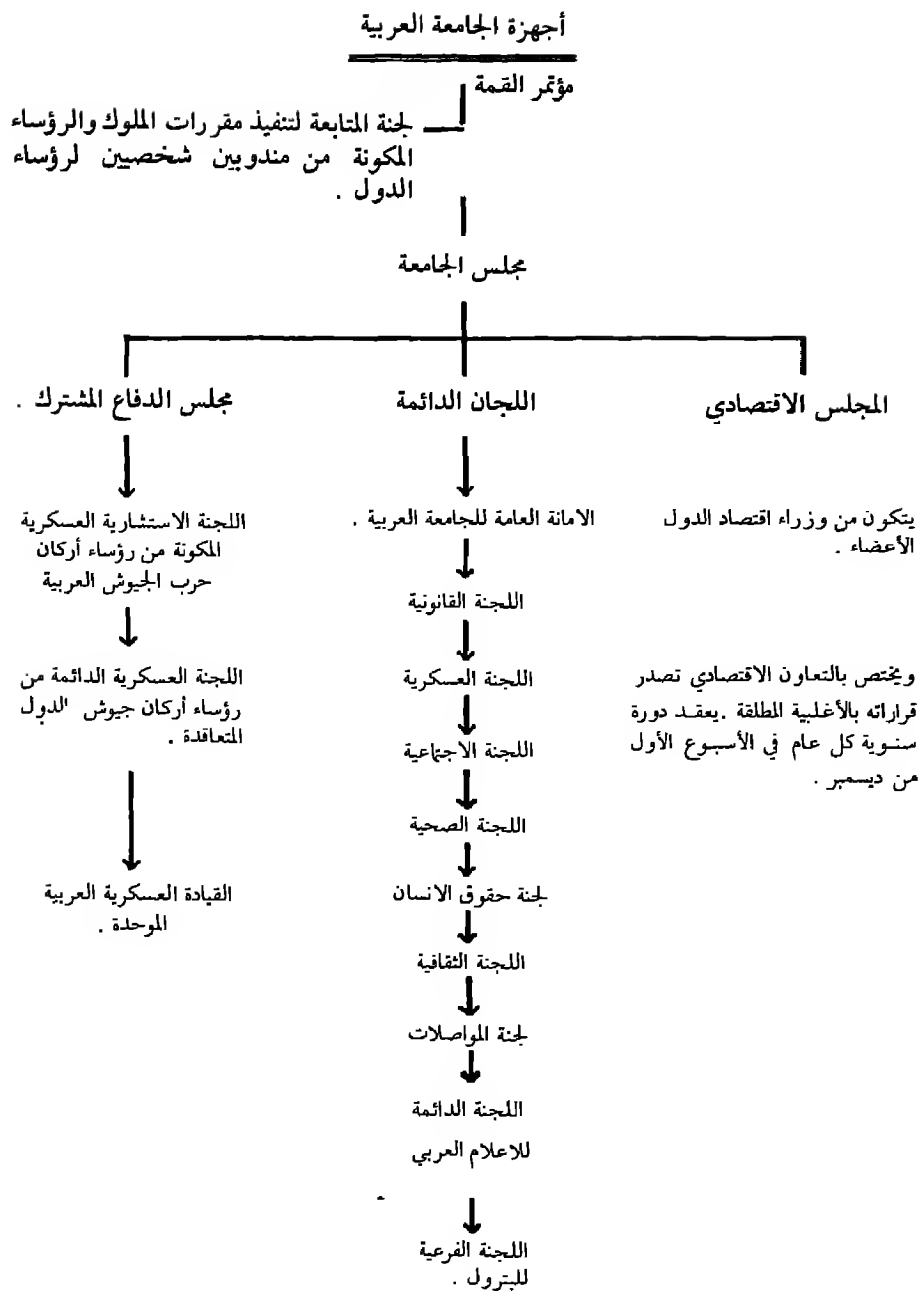 أجهزة الجامعة العربية
مؤتمر القمة
لجنة المتابعة لتنفيذ مقررات الملوك والرؤساء
المكونة من مندوبين شخصيين لرؤساء
الدول .
مجلس الجامعة
المجلس الاقتصادي
يتكون من وزراء اقتصاد الدول
الأعضاء .
ويختص بالتعاون الاقتصادي تصدر
قراراته بالأغلبية المطلقة .يعقد دورة
سنوية كل عام في الأسبوع الأول
من ديسمبر .
اللجان الدائمة
الامانة العامة للجامعة العربية .
اللجنة القانونية
اللجنة العسكرية
اللجنة الاجتماعية
اللجنة الصحية
لجنة حقوق الانسان
اللجنة الثقافية
لجنة المواصلات
اللجنة الدائمة
للاعلام العربي
اللجنة الفرعية
للبترول .
مجلس الدفاع المشترك .
اللجنة الاستشارية العسكرية
المكونة من رؤساء أركان
حرب الجيوش العربية
اللجنة العسكرية الدائمة من
رؤساء أركان جيوش الدول
المتعاقدة .
القيادة العسكرية العربية
الموحدة .